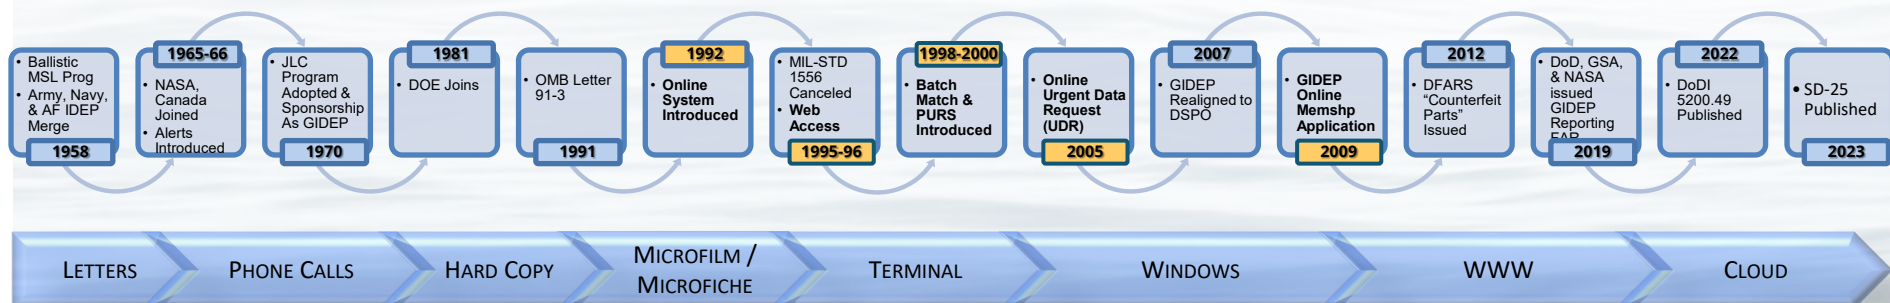 • Ballistic
MSL Prog
• Army, Navy,
& AF IDEP
Merge
1958
1965-66
• NASA,
Canada
Joined
• Alerts
Introduced
• JLC
Program
Adopted &
Sponsorship
As GIDEP
1970
1981
• DOE Joins
• OMB Letter
91-3
1991
1992
• Online
System
Introduced
• MIL-STD
1556
Canceled
• Web
Access
1995-96
1998-2000
• Batch
Match &
PURS
Introduced
• Online
Urgent Data
Request
(UDR)
2005
2007
• GIDEP
Realigned to
DSPO
• GIDEP
Online
Memshp
Application
2009
2012
• DFARS
“Counterfeit
Parts”
Issued
• DoD, GSA,
& NASA
issued
GIDEP
Reporting
FAR
2019
2022
• DoDI
5200.49
Published
• SD-25
Published
2023
LETTERS
PHONE CALLS
HARD COPY
MICROFILM /
MICROFICHE
TERMINAL
WINDOWS
WWW
CLOUD